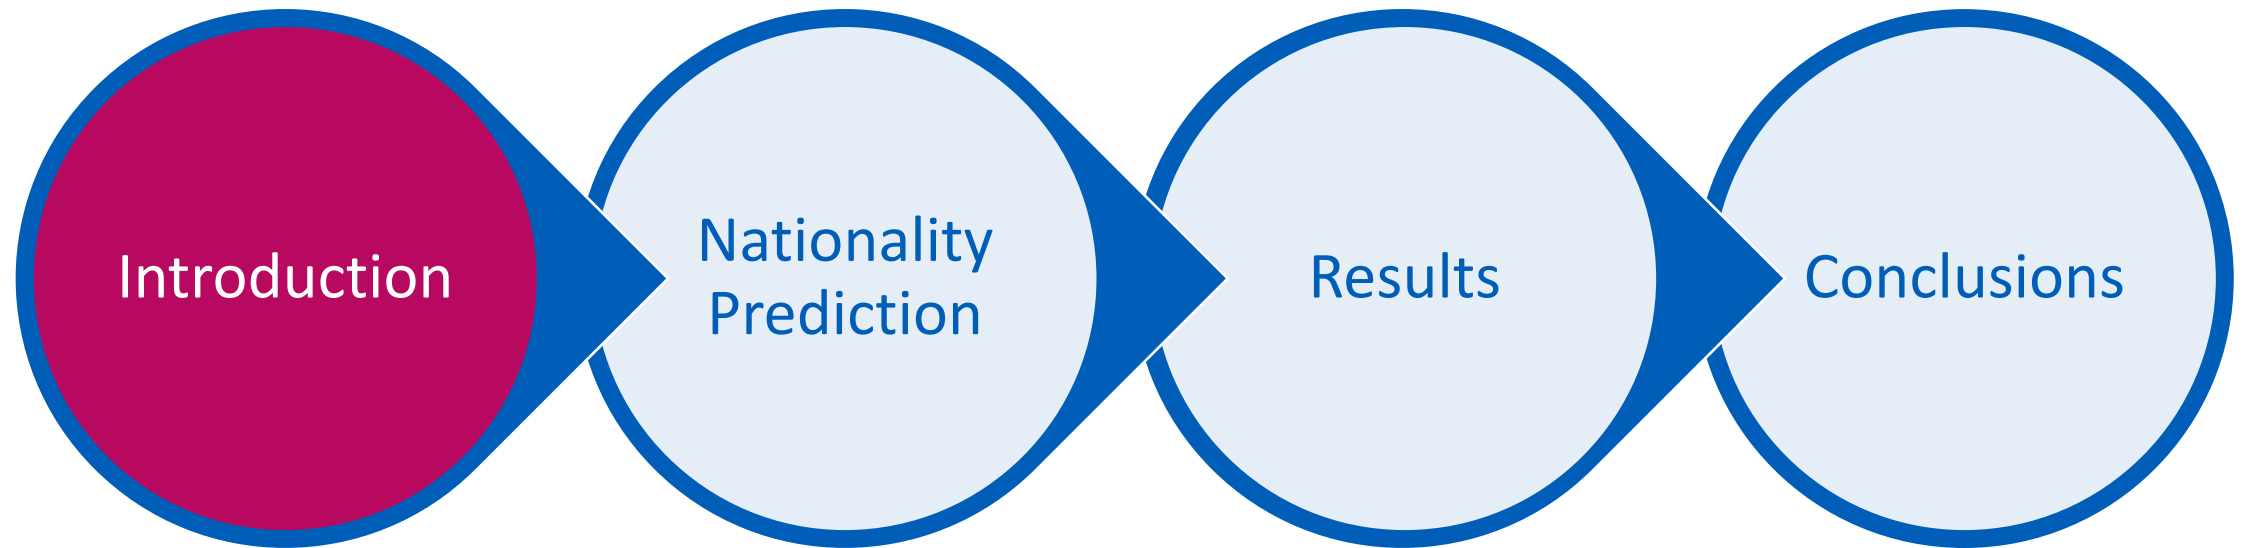 Introduction
Nationality
Prediction
Results
Conclusions